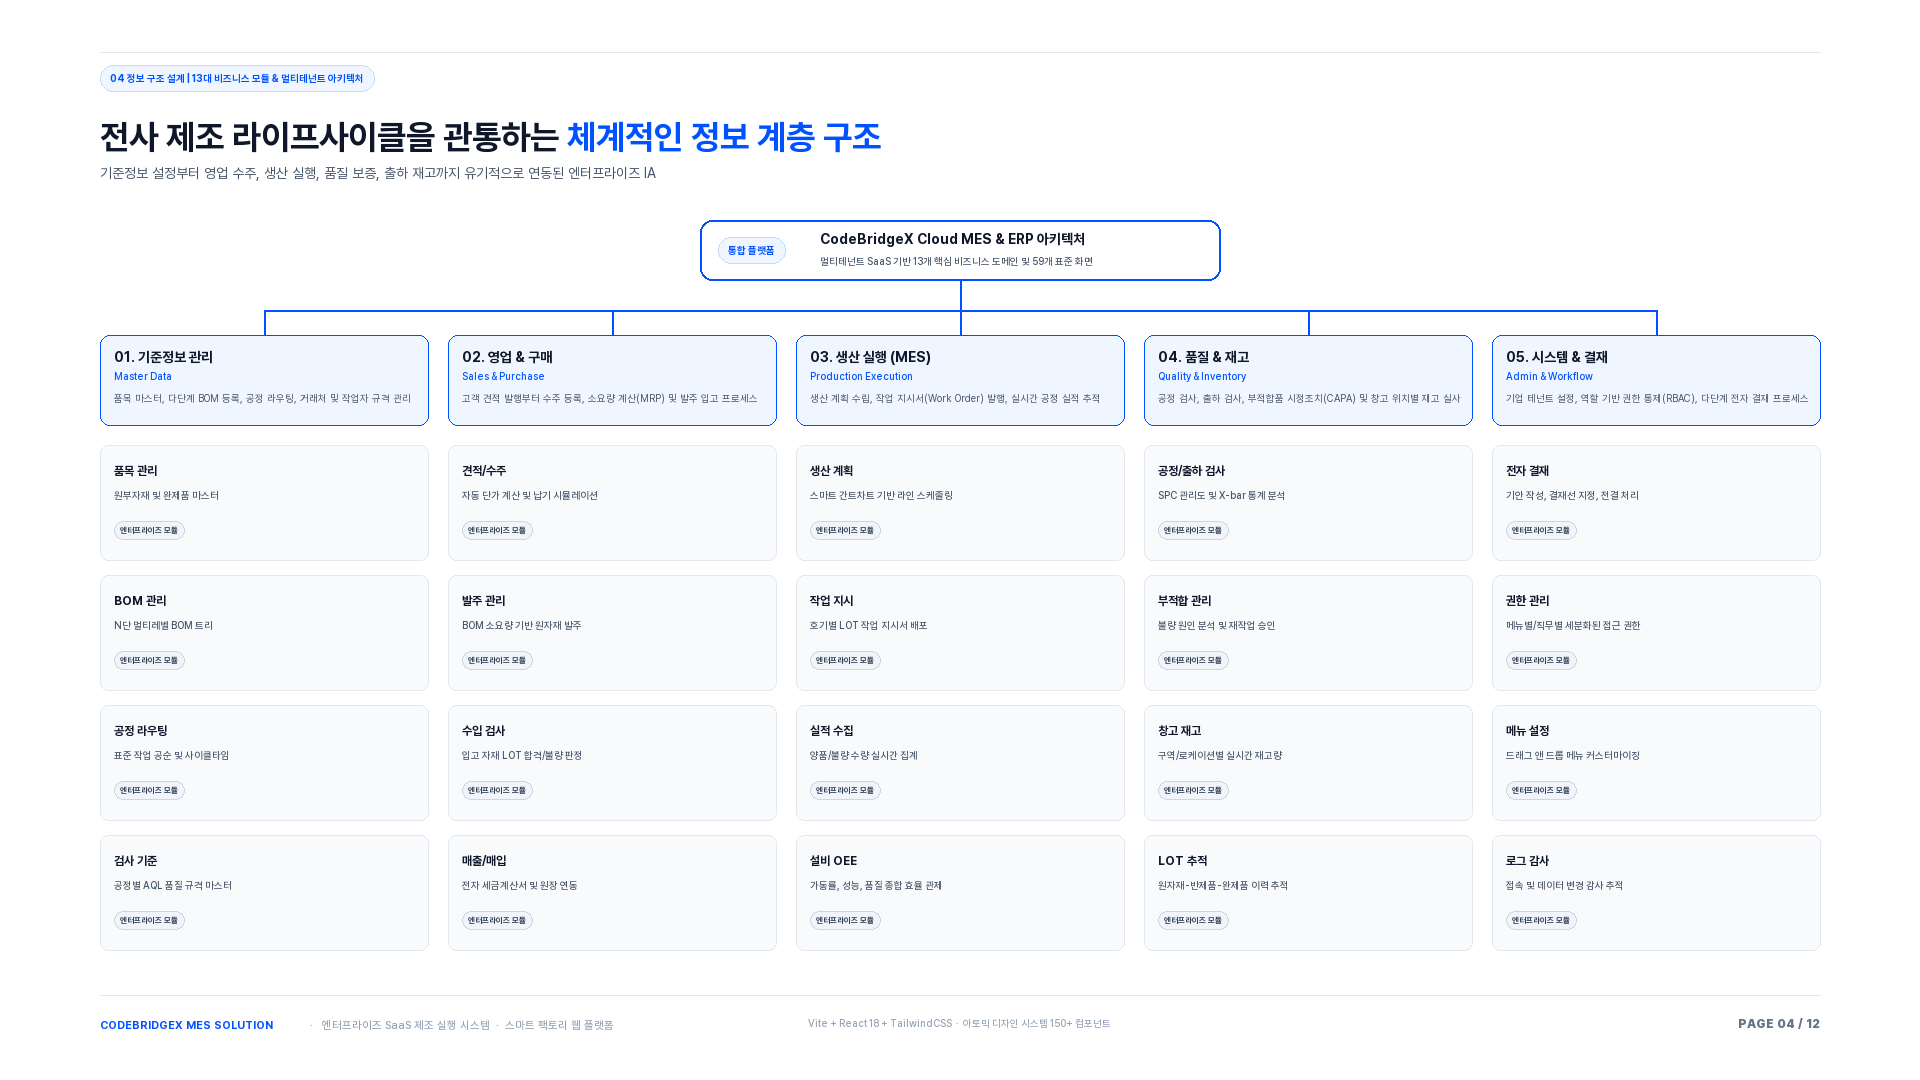 04 정보 구조 설계 | 13대 비즈니스 모듈 & 멀티테넌트 아키텍처
전사 제조 라이프사이클을 관통하는 체계적인 정보 계층 구조
기준정보 설정부터 영업 수주, 생산 실행, 품질 보증, 출하 재고까지 유기적으로 연동된 엔터프라이즈 IA
통합 플랫폼
CodeBridgeX Cloud MES & ERP 아키텍처
멀티테넌트 SaaS 기반 13개 핵심 비즈니스 도메인 및 59개 표준 화면
01. 기준정보 관리
Master Data
품목 마스터, 다단계 BOM 등록, 공정 라우팅, 거래처 및 작업자 규격 관리
품목 관리
원부자재 및 완제품 마스터
엔터프라이즈 모듈
BOM 관리
N단 멀티레벨 BOM 트리
엔터프라이즈 모듈
공정 라우팅
표준 작업 공순 및 사이클타임
엔터프라이즈 모듈
검사 기준
공정별 AQL 품질 규격 마스터
엔터프라이즈 모듈
02. 영업 & 구매
Sales & Purchase
고객 견적 발행부터 수주 등록, 소요량 계산(MRP) 및 발주 입고 프로세스
견적/수주
자동 단가 계산 및 납기 시뮬레이션
엔터프라이즈 모듈
발주 관리
BOM 소요량 기반 원자재 발주
엔터프라이즈 모듈
수입 검사
입고 자재 LOT 합격/불량 판정
엔터프라이즈 모듈
매출/매입
전자 세금계산서 및 원장 연동
엔터프라이즈 모듈
03. 생산 실행 (MES)
Production Execution
생산 계획 수립, 작업 지시서(Work Order) 발행, 실시간 공정 실적 추적
생산 계획
스마트 간트차트 기반 라인 스케줄링
엔터프라이즈 모듈
작업 지시
호기별 LOT 작업 지시서 배포
엔터프라이즈 모듈
실적 수집
양품/불량 수량 실시간 집계
엔터프라이즈 모듈
설비 OEE
가동률, 성능, 품질 종합 효율 관제
엔터프라이즈 모듈
04. 품질 & 재고
Quality & Inventory
공정 검사, 출하 검사, 부적합품 시정조치(CAPA) 및 창고 위치별 재고 실사
공정/출하 검사
SPC 관리도 및 X-bar 통계 분석
엔터프라이즈 모듈
부적합 관리
불량 원인 분석 및 재작업 승인
엔터프라이즈 모듈
창고 재고
구역/로케이션별 실시간 재고량
엔터프라이즈 모듈
LOT 추적
원자재-반제품-완제품 이력 추적
엔터프라이즈 모듈
05. 시스템 & 결재
Admin & Workflow
기업 테넌트 설정, 역할 기반 권한 통제(RBAC), 다단계 전자 결재 프로세스
전자 결재
기안 작성, 결재선 지정, 전결 처리
엔터프라이즈 모듈
권한 관리
메뉴별/직무별 세분화된 접근 권한
엔터프라이즈 모듈
메뉴 설정
드래그 앤 드롭 메뉴 커스터마이징
엔터프라이즈 모듈
로그 감사
접속 및 데이터 변경 감사 추적
엔터프라이즈 모듈
CODEBRIDGEX MES SOLUTION · 엔터프라이즈 SaaS 제조 실행 시스템 · 스마트 팩토리 웹 플랫폼
Vite + React 18 + TailwindCSS · 아토믹 디자인 시스템 150+ 컴포넌트
PAGE 04 / 12